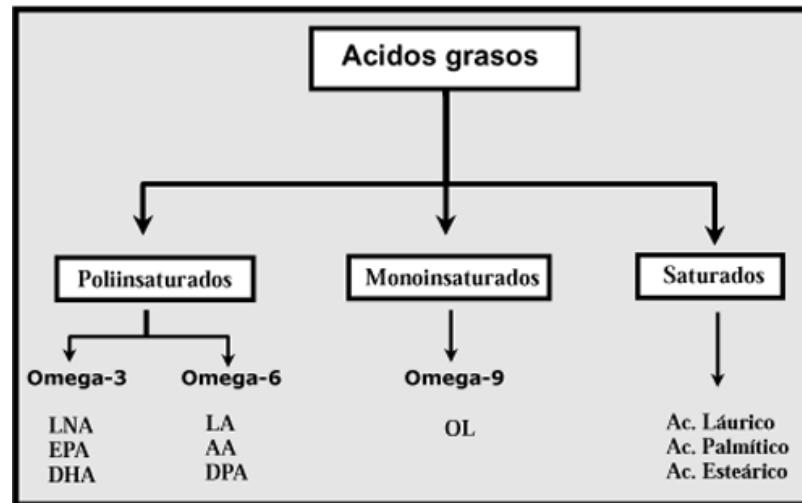 Acidos grasos
Poliinsaturados
Monoinsaturados
Saturados
Omega-3
Omega-6
Omega-9
LNA
EPA
DHA
LA
AA
DPA
OL
Ac. Láurico
Ac. Palmítico
Ac. Esteárico